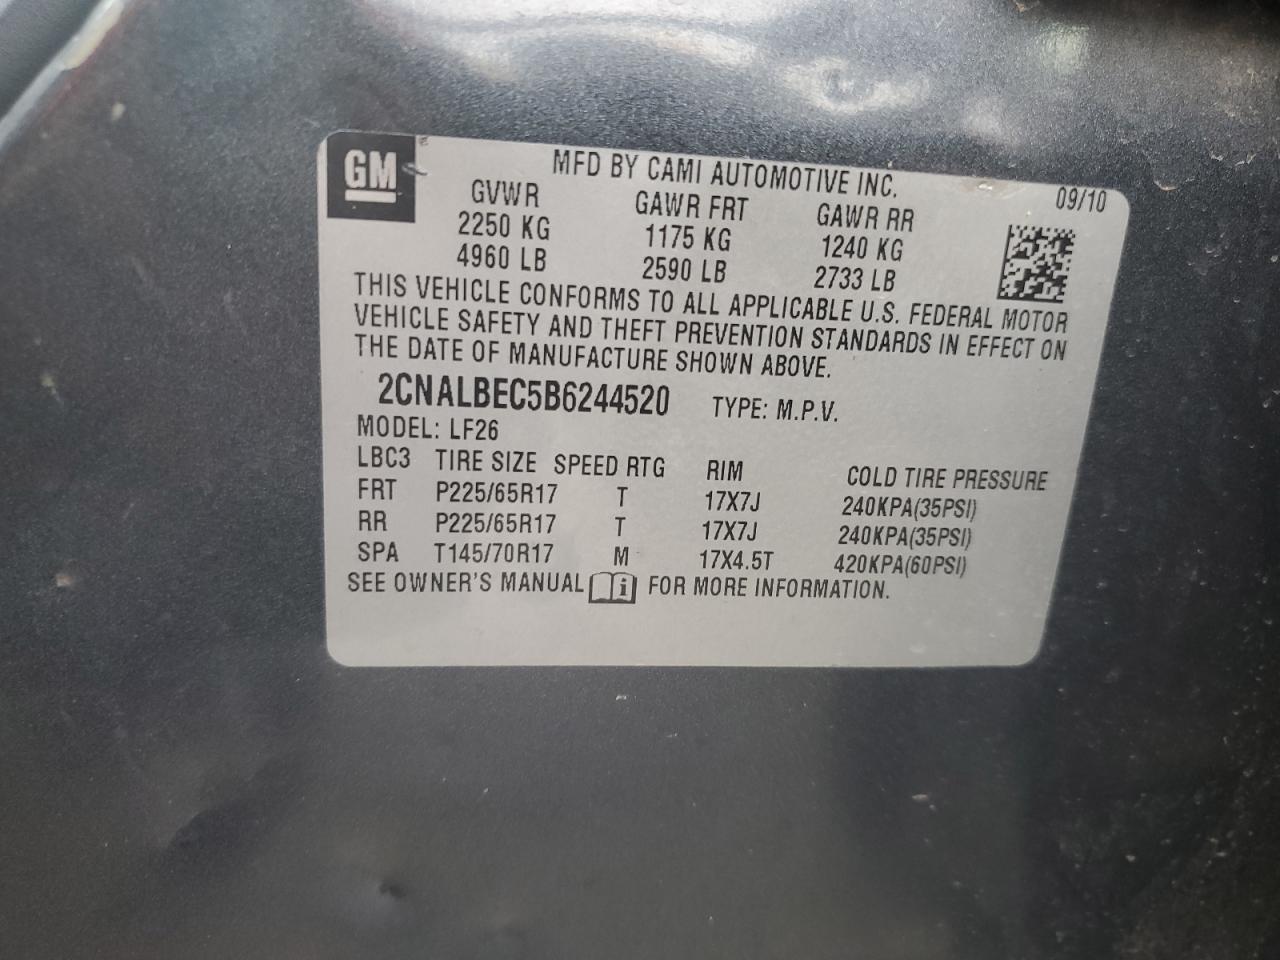 GM ®
MFD BY CAMI AUTOMOTIVE INC. 09/10
GVWR GAWR FRT GAWR RR
2250 KG 1175 KG 1240 KG
4960 LB 2590 LB 2733 LB
THIS VEHICLE CONFORMS TO ALL APPLICABLE U.S. FEDERAL MOTOR
VEHICLE SAFETY AND THEFT PREVENTION STANDARDS IN EFFECT ON
THE DATE OF MANUFACTURE SHOWN ABOVE.
2CNALBEC5B6244520 TYPE: M.P.V.
MODEL: LF26
LBC3 TIRE SIZE SPEED RTG RIM COLD TIRE PRESSURE
FRT P225/65R17 T 17X7J 240KPA(35PSI)
RR P225/65R17 T 17X7J 240KPA(35PSI)
SPA T145/70R17 M 17X4.5T 420KPA(60PSI)
SEE OWNER'S MANUAL i FOR MORE INFORMATION.